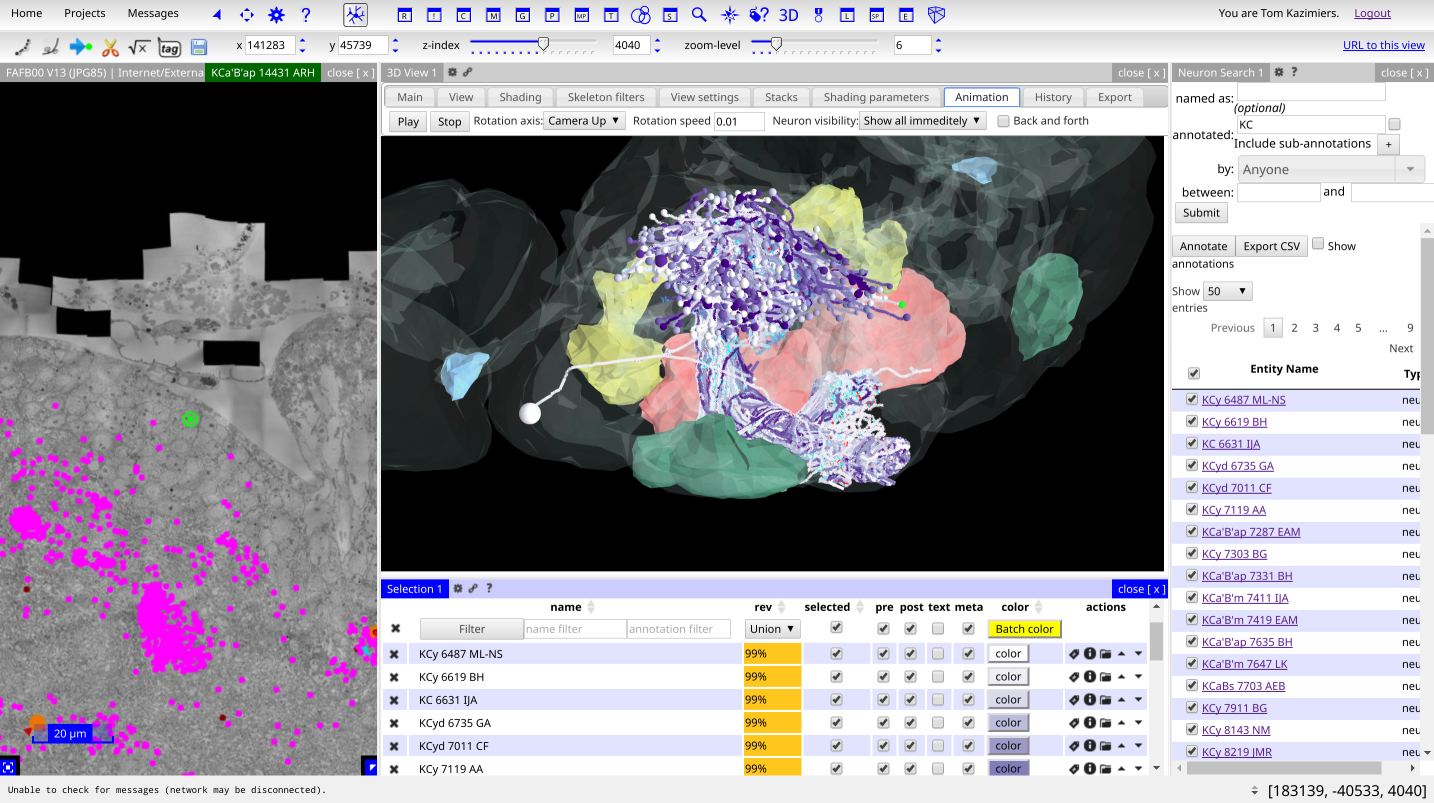 Home Projects Messages ? R ! C M G P MP T S 3D L SP E You are Tom Kazimiers. Logout
√x tag x 141283 y 45739 z-index 4040 zoom-level 6 URL to this view
FAFB00 V13 (JPG85) | Internet/Externa KCa'B'ap 14431 ARH close [ x ]
20 µm
3D View 1 close [ x ]
Main View Shading Skeleton filters View settings Stacks Shading parameters Animation History Export
Play Stop Rotation axis: Camera Up Rotation speed 0.01 Neuron visibility: Show all immeditely Back and forth
Selection 1 ? close [ x ]
name rev selected pre post text meta color actions
Filter name filter annotation filter Union Batch color
KCy 6487 ML-NS 99% color
KCy 6619 BH 99% color
KC 6631 IJA 99% color
KCyd 6735 GA 99% color
KCyd 7011 CF 99% color
KCy 7119 AA 99% color
Neuron Search 1 ? close [ x ]
named as:
(optional)
annotated: KC
Include sub-annotations +
by: Anyone
between: and
Submit
Annotate Export CSV Show
annotations
Show 50
entries
Previous 1 2 3 4 5 ... 9
Next
Entity Name Typ
KCy 6487 ML-NS neu
KCy 6619 BH neu
KC 6631 IJA neu
KCyd 6735 GA neu
KCyd 7011 CF neu
KCy 7119 AA neu
KCa'B'ap 7287 EAM neu
KCy 7303 BG neu
KCa'B'ap 7331 BH neu
KCa'B'm 7411 IJA neu
KCa'B'm 7419 EAM neu
KCa'B'ap 7635 BH neu
KCa'B'm 7647 LK neu
KCaBs 7703 AEB neu
KCy 7911 BG neu
KCy 8143 NM neu
KCy 8219 JMR neu
Unable to check for messages (network may be disconnected). [183139, -40533, 4040]